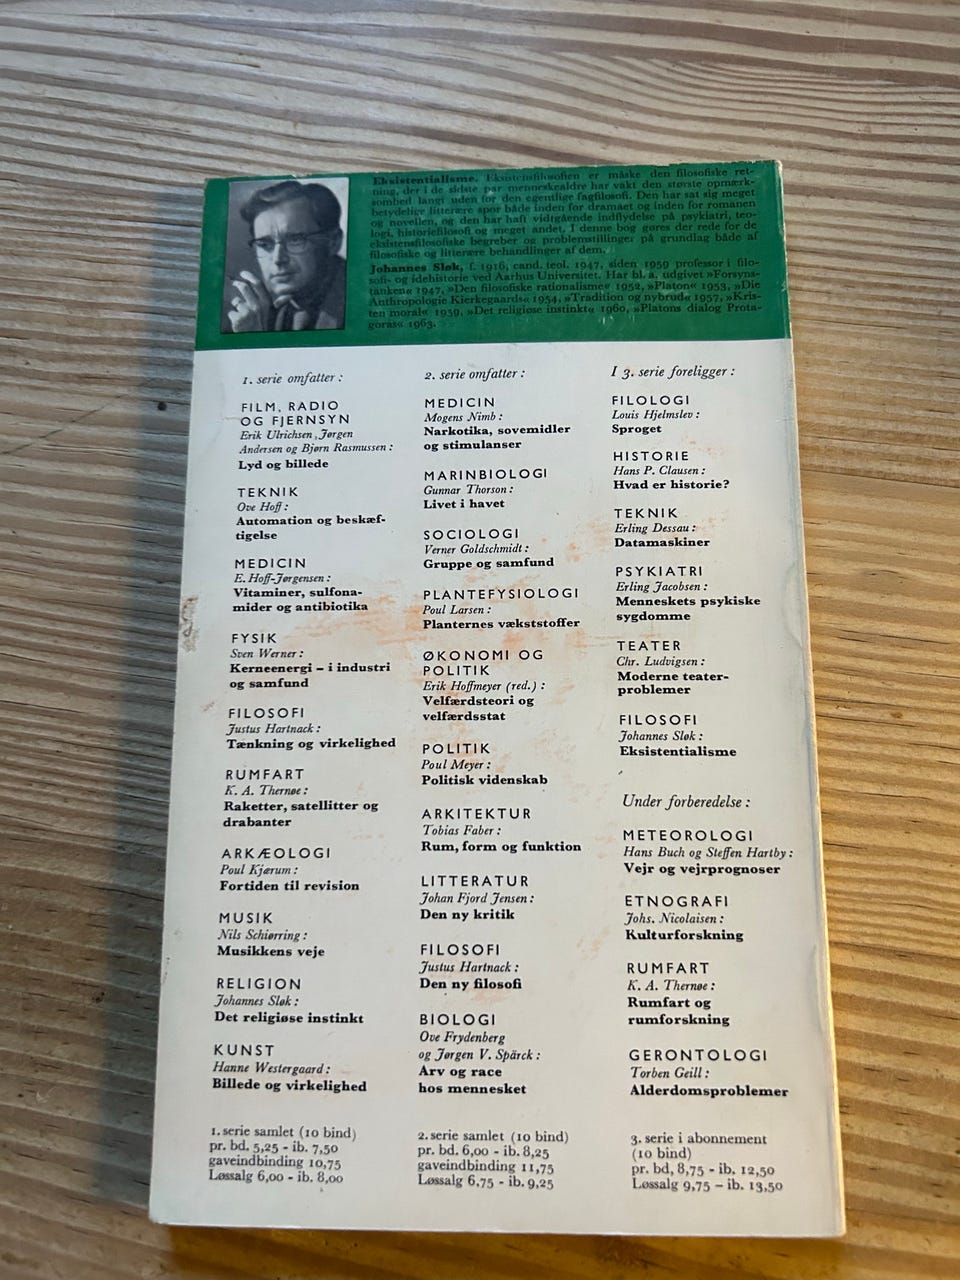 Eksistentialisme. Eksistensfilosofien er måske den filosofiske ret-
ning, der i de sidste par menneskealdre har vakt den største opmærk-
somhed langt uden for den egentlige fagfilosofi. Den har sat sig meget
betydelige litterære spor både inden for dramaet og inden for romanen
og novellen, og den har haft vidtgående indflydelse på psykiatri, teo-
logi, historiefilosofi og meget andet. I denne bog gøres der rede for de
eksistensfilosofiske begreber og problemstillinger på grundlag både af
filosofiske og litterære behandlinger af dem.
Johannes Sløk, f. 1916, cand. teol. 1947, siden 1959 professor i filo-
sofi- og idehistorie ved Aarhus Universitet. Har bl. a. udgivet »Forsyns-
tanken« 1947, »Den filosofiske rationalisme« 1952, »Platon« 1953, »Die
Anthropologie Kierkegaards« 1954, »Tradition og nybrud« 1957, »Kris-
ten moral« 1959, »Det religiøse instinkt« 1960, »Platons dialog Prota-
goras« 1963.
1. serie omfatter :
FILM, RADIO
OG FJERNSYN
Erik Ulrichsen, Jørgen
Andersen og Bjørn Rasmussen :
Lyd og billede
TEKNIK
Ove Hoff :
Automation og beskæf-
tigelse
MEDICIN
E. Hoff-Jørgensen :
Vitaminer, sulfona-
mider og antibiotika
FYSIK
Sven Werner :
Kerneenergi – i industri
og samfund
FILOSOFI
Justus Hartnack :
Tænkning og virkelighed
RUMFART
K. A. Thernøe :
Raketter, satellitter og
drabanter
ARKÆOLOGI
Poul Kjærum :
Fortiden til revision
MUSIK
Nils Schiørring :
Musikkens veje
RELIGION
Johannes Sløk :
Det religiøse instinkt
KUNST
Hanne Westergaard :
Billede og virkelighed
1. serie samlet (10 bind)
pr. bd. 5,25 - ib. 7,50
gaveindbinding 10,75
Løssalg 6,00 - ib. 8,00
2. serie omfatter :
MEDICIN
Mogens Nimb :
Narkotika, sovemidler
og stimulanser
MARINBIOLOGI
Gunnar Thorson :
Livet i havet
SOCIOLOGI
Verner Goldschmidt :
Gruppe og samfund
PLANTEFYSIOLOGI
Poul Larsen :
Planternes vækststoffer
ØKONOMI OG
POLITIK
Erik Hoffmeyer (red.) :
Velfærdsteori og
velfærdsstat
POLITIK
Poul Meyer :
Politisk videnskab
ARKITEKTUR
Tobias Faber :
Rum, form og funktion
LITTERATUR
Johan Fjord Jensen :
Den ny kritik
FILOSOFI
Justus Hartnack :
Den ny filosofi
BIOLOGI
Ove Frydenberg
og Jørgen V. Spärck :
Arv og race
hos mennesket
2. serie samlet (10 bind)
pr. bd. 6,00 - ib. 8,25
gaveindbinding 11,75
Løssalg 6,75 - ib. 9,25
I 3. serie foreligger :
FILOLOGI
Louis Hjelmslev :
Sproget
HISTORIE
Hans P. Clausen :
Hvad er historie?
TEKNIK
Erling Dessau :
Datamaskiner
PSYKIATRI
Erling Jacobsen :
Menneskets psykiske
sygdomme
TEATER
Chr. Ludvigsen :
Moderne teater-
problemer
FILOSOFI
Johannes Sløk :
Eksistentialisme
Under forberedelse :
METEOROLOGI
Hans Buch og Steffen Hartby :
Vejr og vejrprognoser
ETNOGRAFI
Johs. Nicolaisen :
Kulturforskning
RUMFART
K. A. Thernøe :
Rumfart og
rumforskning
GERONTOLOGI
Torben Geill :
Alderdomsproblemer
3. serie i abonnement
(10 bind)
pr. bd, 8,75 - ib. 12,50
Løssalg 9,75 – ib. 13,50